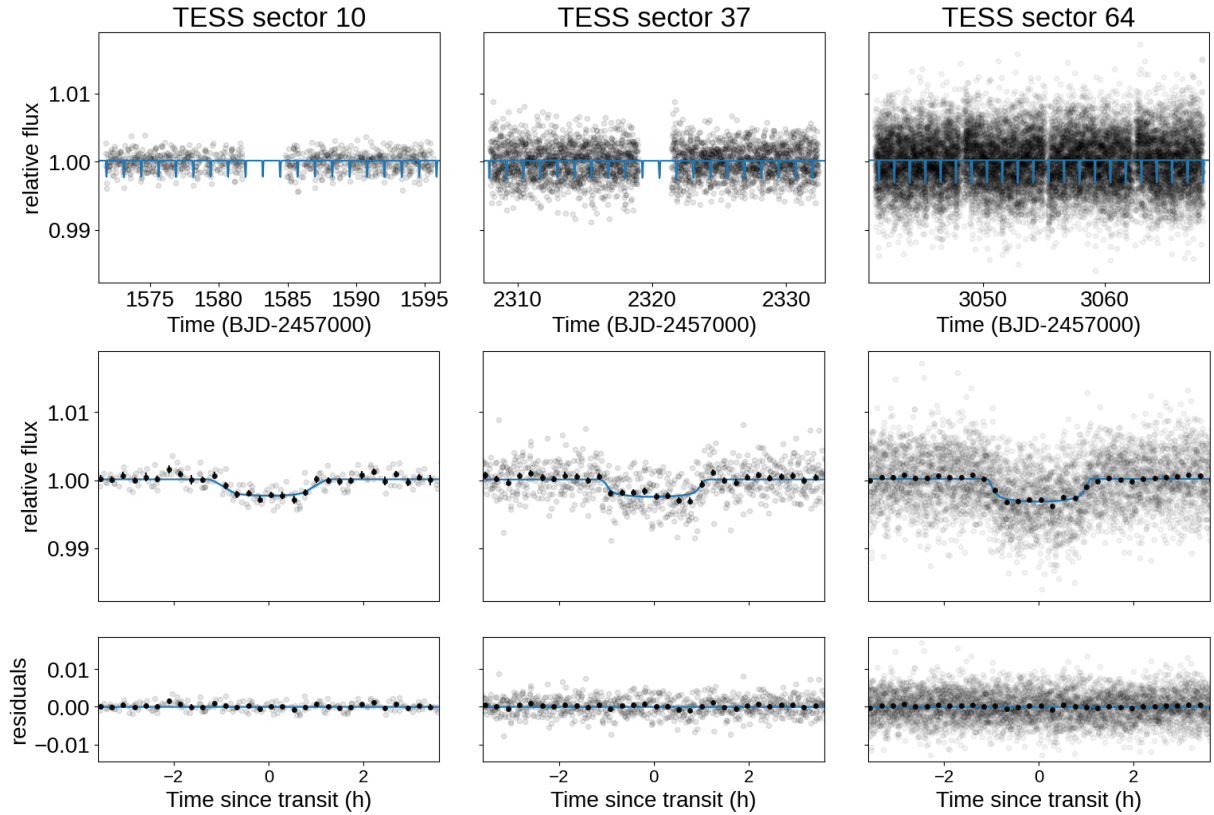 TESS sector 10 TESS sector 37 TESS sector 64
relative flux
1.01
1.00
0.99
1575 1580 1585 1590 1595 2310 2320 2330 3050 3060
Time (BJD-2457000) Time (BJD-2457000) Time (BJD-2457000)
relative flux
1.01
1.00
0.99
residuals
0.01
0.00
−0.01
−2 0 2 −2 0 2 −2 0 2
Time since transit (h) Time since transit (h) Time since transit (h)